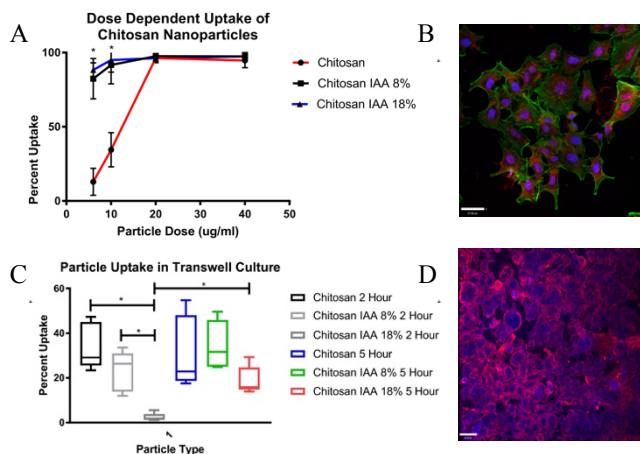 A
Dose Dependent Uptake of
Chitosan Nanoparticles
* *
100
50
0
Percent Uptake
0 10 20 30 40 50
Particle Dose (ug/ml)
Chitosan
Chitosan IAA 8%
Chitosan IAA 18%
B
C
Particle Uptake in Transwell Culture
* * *
60
40
20
0
Percent Uptake
Particle Type
Chitosan 2 Hour
Chitosan IAA 8% 2 Hour
Chitosan IAA 18% 2 Hour
Chitosan 5 Hour
Chitosan IAA 8% 5 Hour
Chitosan IAA 18% 5 Hour
D